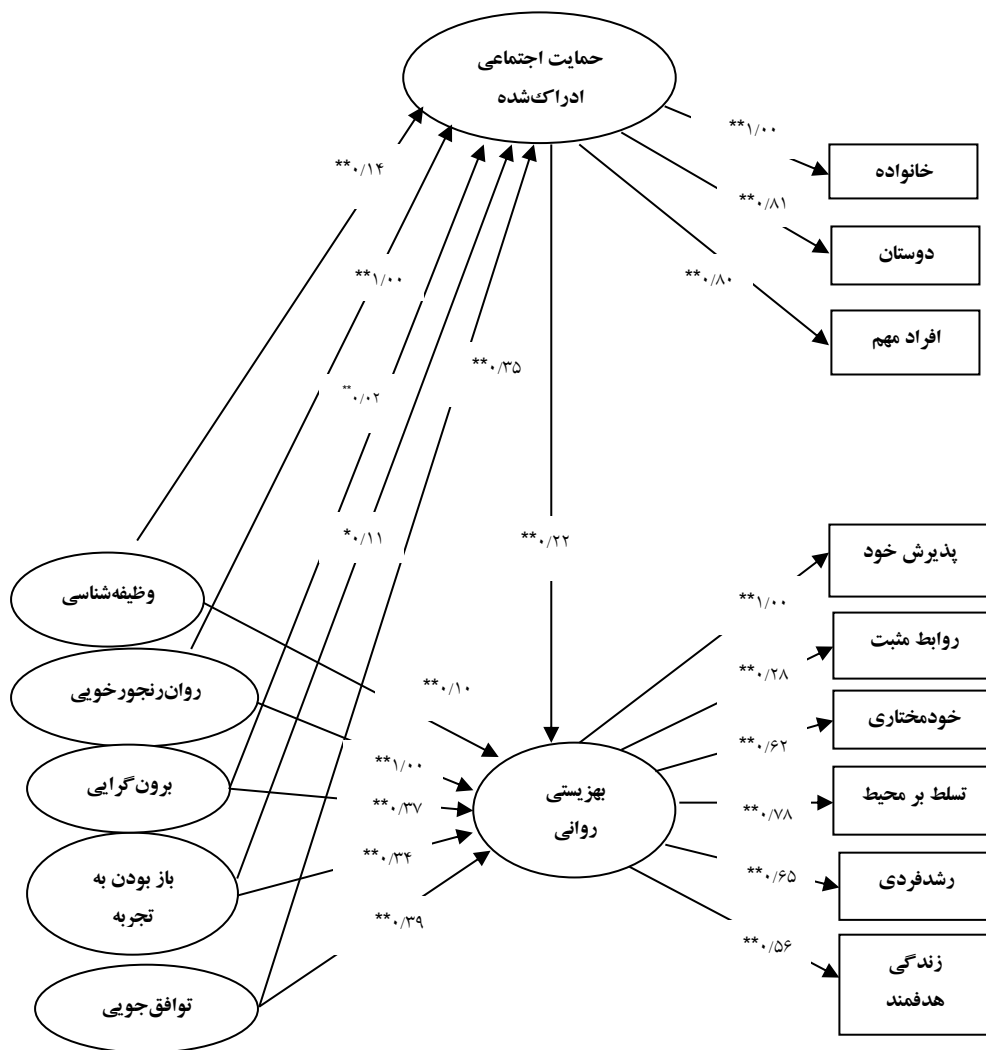 حمایت اجتماعی
ادراک‌شده
**۱/۰۰
خانواده
**۰/۱۴
**۰/۸۱
دوستان
**۱/۰۰
**۰/۸۰
افراد مهم
**۰/۳۵
**۰/۰۲
*۰/۱۱
**۰/۲۲
پذیرش خود
وظیفه‌شناسی
**۱/۰۰
روابط مثبت
**۰/۲۸
روان‌رنجورخویی
**۰/۱۰
خودمختاری
**۰/۶۲
**۱/۰۰
برون‌گرایی
بهزیستی
روانی
تسلط بر محیط
**۰/۳۷
**۰/۷۸
**۰/۳۴
باز بودن به
تجربه
رشدفردی
**۰/۶۵
**۰/۳۹
**۰/۵۶
زندگی
هدفمند
توافق‌جویی